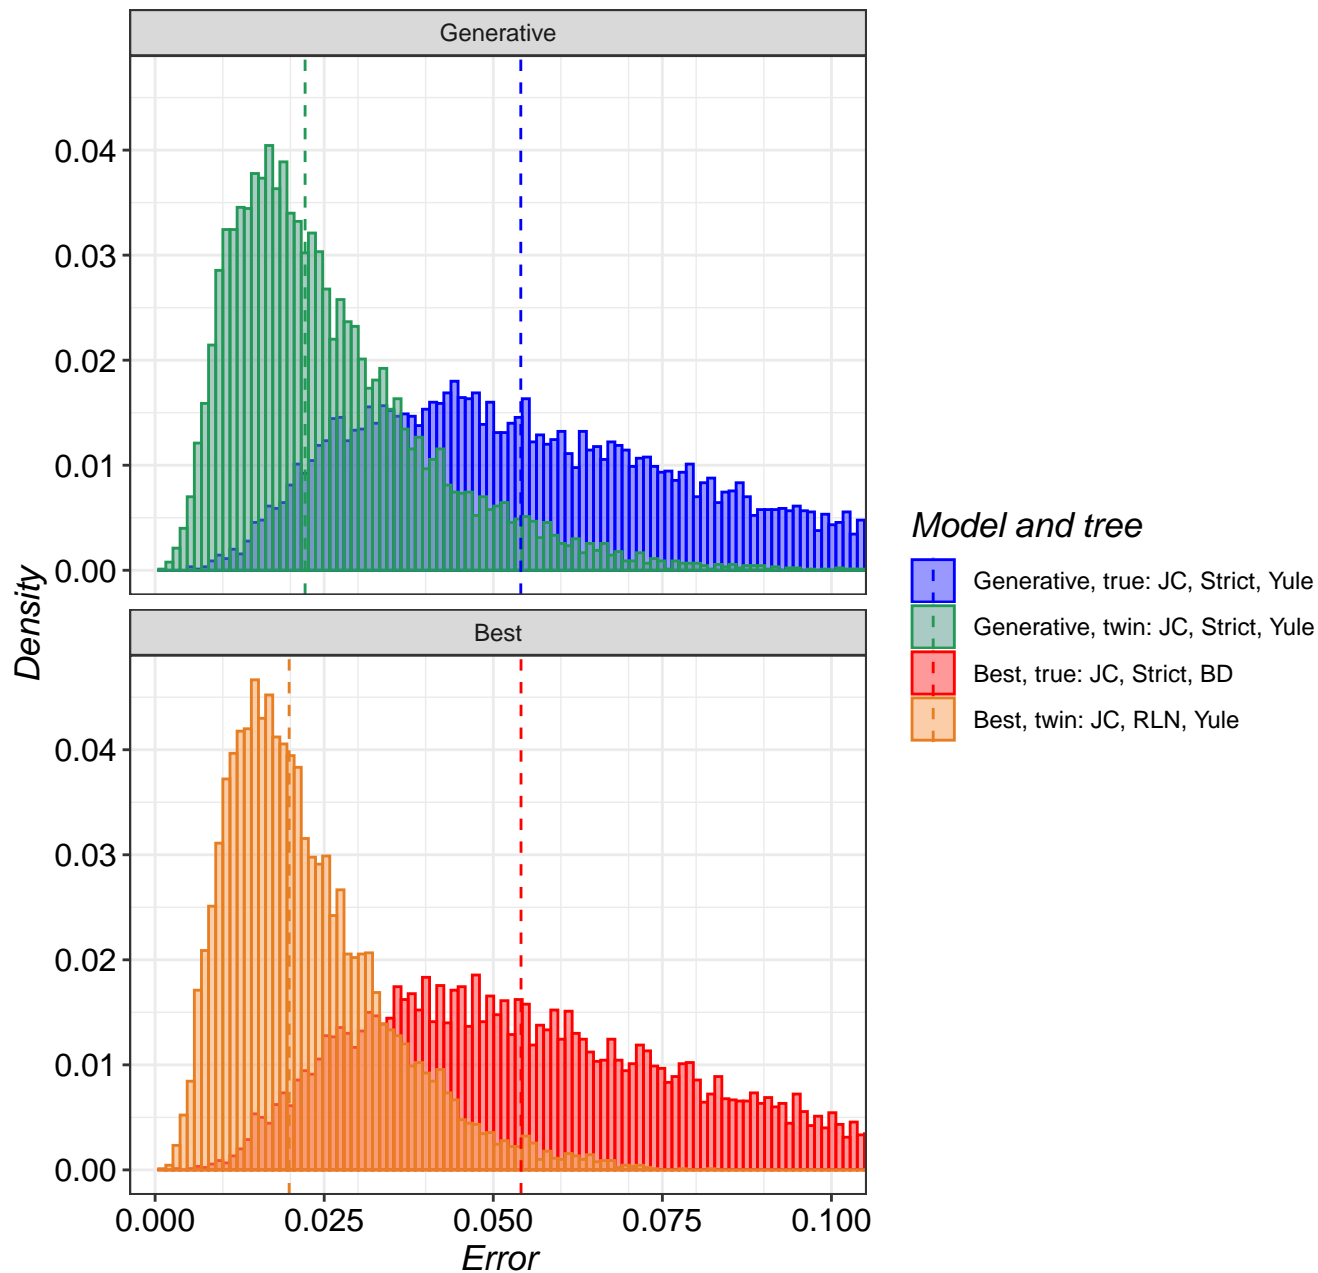 Generative
0.04
0.03
0.02
0.01
0.00
Density
Best
0.04
0.03
0.02
0.01
0.00
0.000 0.025 0.050 0.075 0.100
Error
Model and tree
Generative, true: JC, Strict, Yule
Generative, twin: JC, Strict, Yule
Best, true: JC, Strict, BD
Best, twin: JC, RLN, Yule